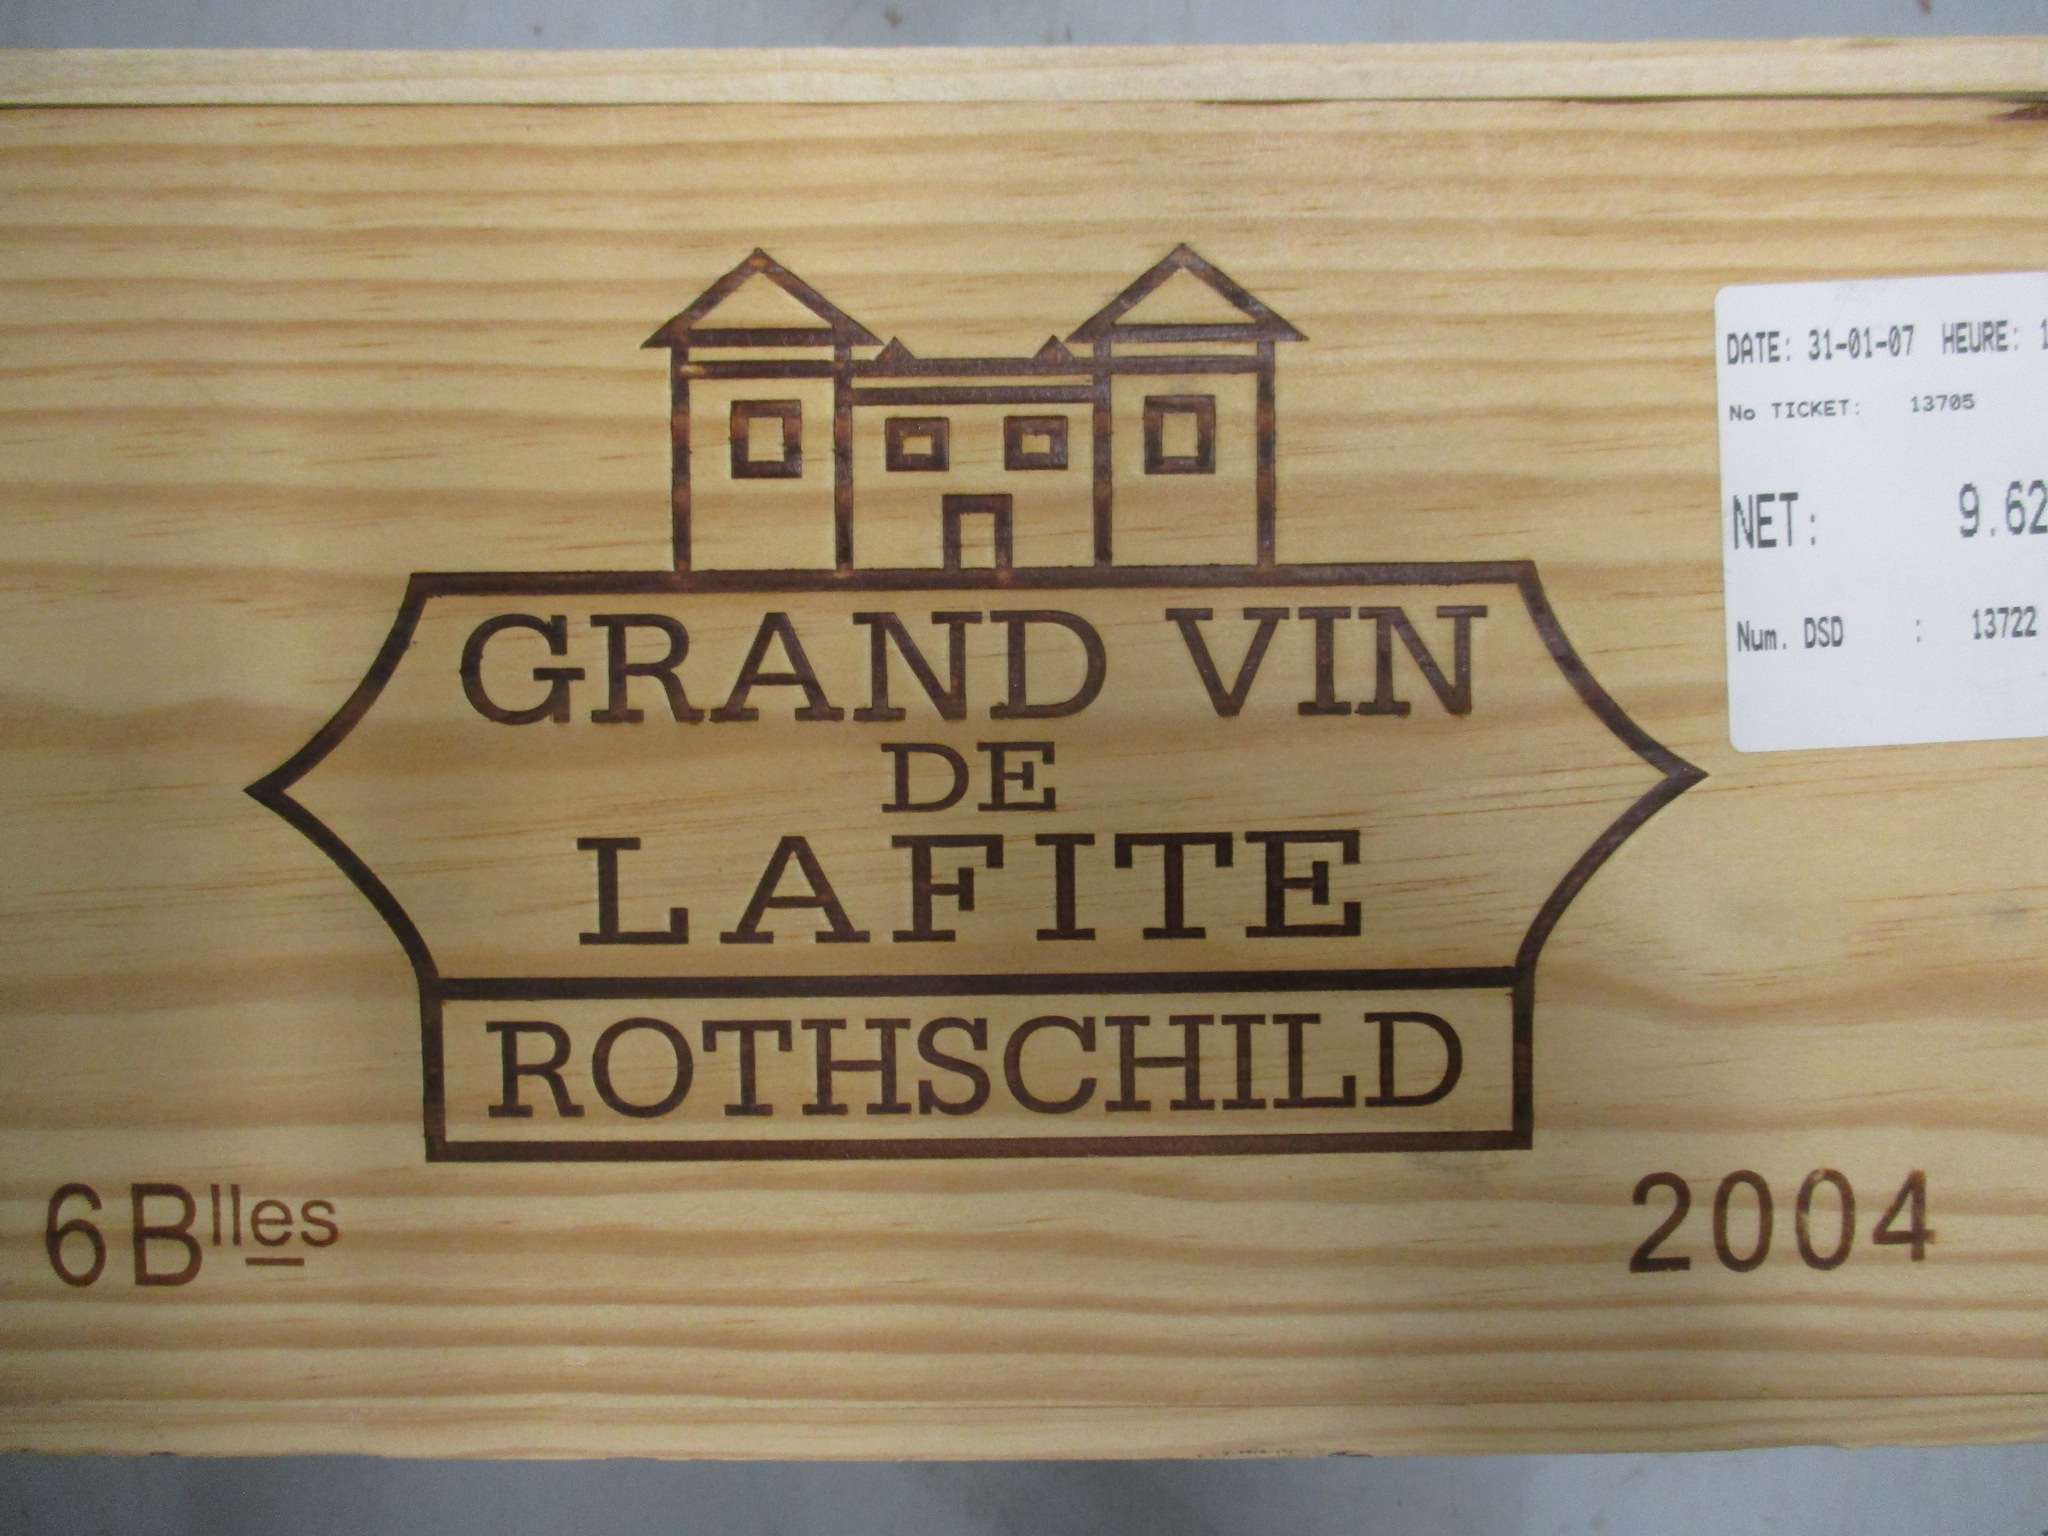 GRAND VIN
DE
LAFITE
ROTHSCHILD
6 Blles
2004
DATE: 31-01-07 HEURE: 1
No TICKET: 13705
NET: 9.62
Num. DSD : 13722